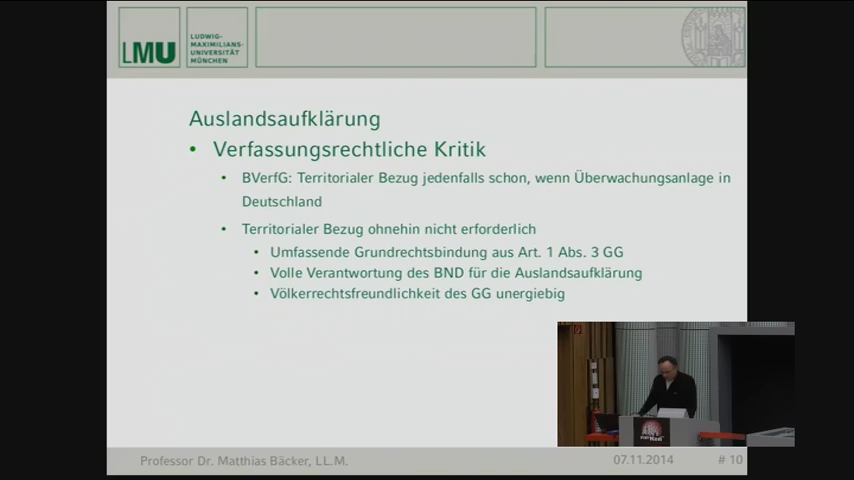 LMU
LUDWIG-
MAXIMILIANS-
UNIVERSITÄT
MÜNCHEN
Auslandsaufklärung
• Verfassungsrechtliche Kritik
• BVerfG: Territorialer Bezug jedenfalls schon, wenn Überwachungsanlage in
Deutschland
• Territorialer Bezug ohnehin nicht erforderlich
• Umfassende Grundrechtsbindung aus Art. 1 Abs. 3 GG
• Volle Verantwortung des BND für die Auslandsaufklärung
• Völkerrechtsfreundlichkeit des GG unergiebig
Professor Dr. Matthias Bäcker, LL.M.
07.11.2014
# 10